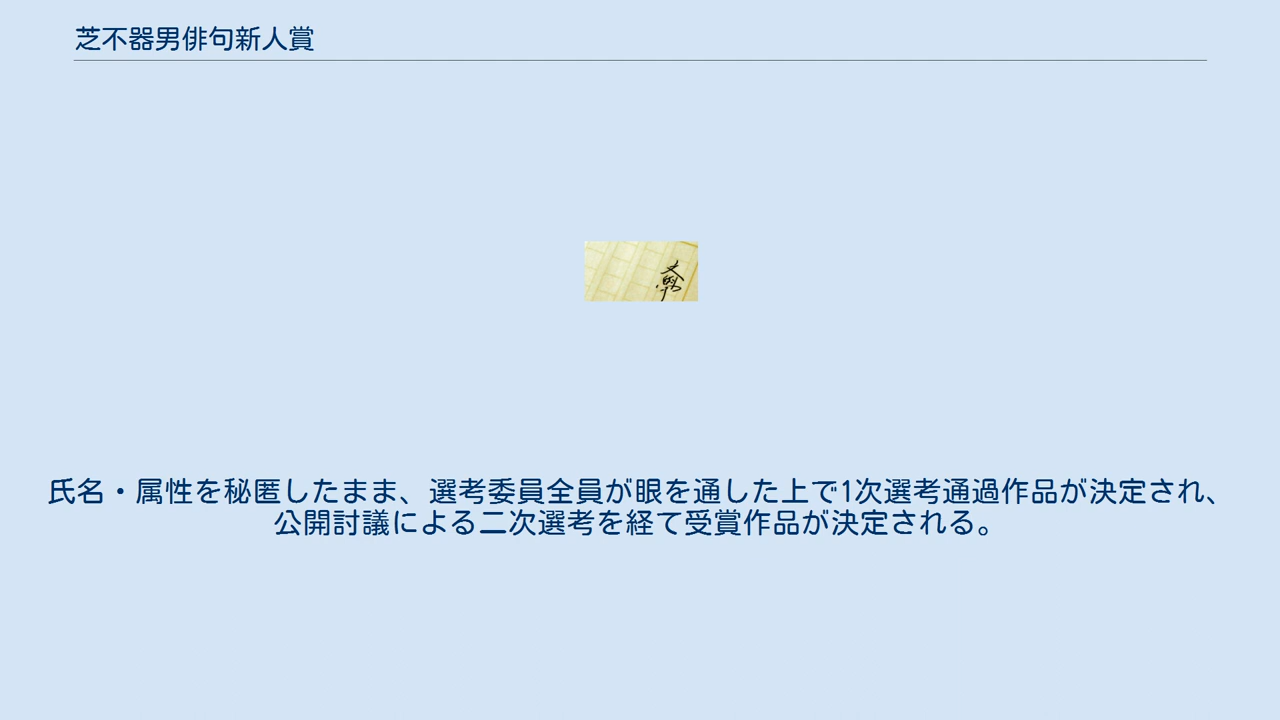 芝不器男俳句新人賞
氏名・属性を秘匿したまま、選考委員全員が眼を通した上で1次選考通過作品が決定され、
公開討議による二次選考を経て受賞作品が決定される。